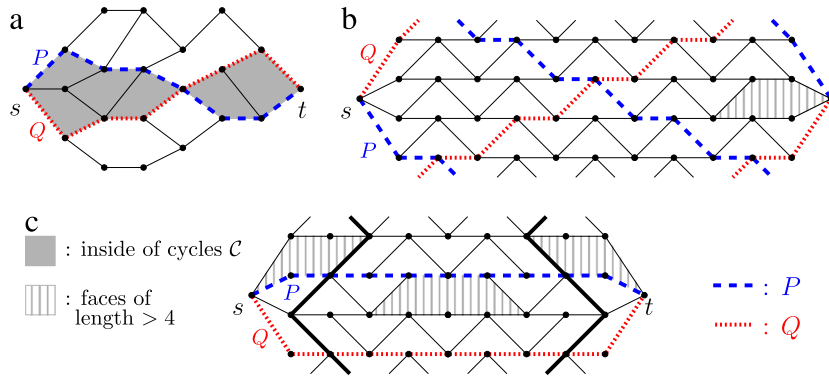 a
P
s
Q
t
b
Q
s
P
t
c
: inside of cycles C
: faces of
length > 4
P
s
t
Q
: P
: Q